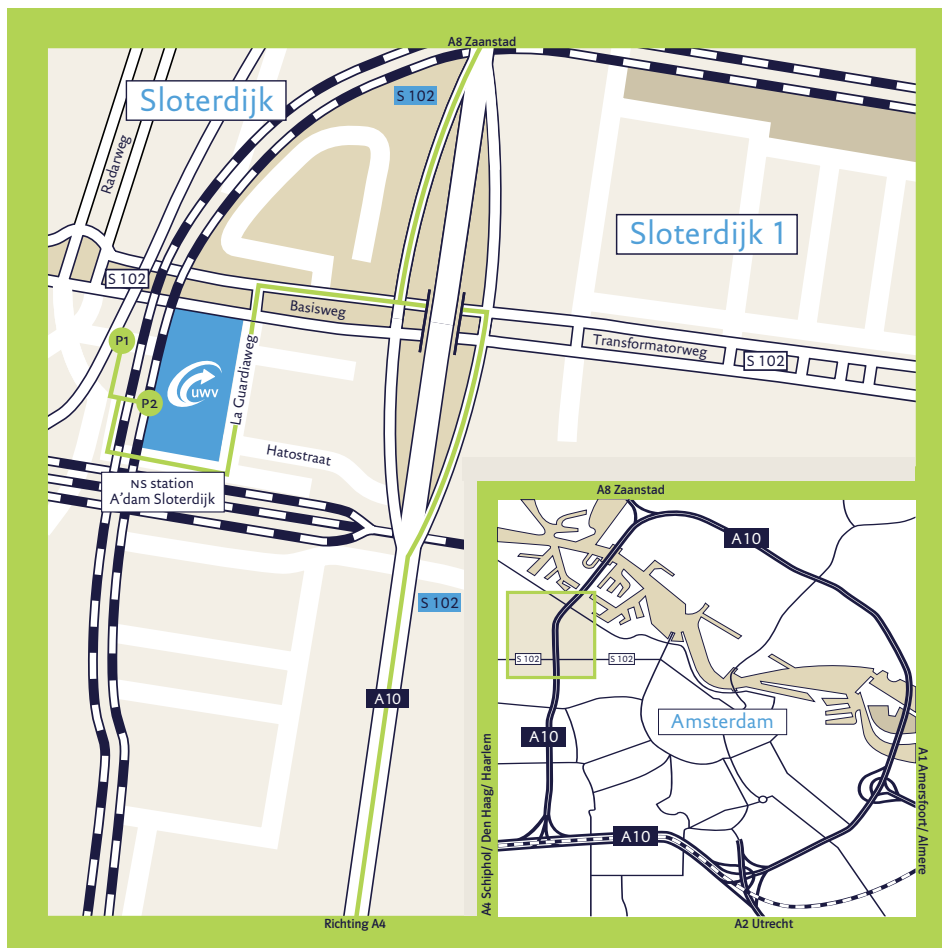 A8 Zaanstad
Sloterdijk
S 102
Radarweg
Sloterdijk 1
S 102
Basisweg
Transformatorweg
S 102
P1
La Guardiaweg
UWV
P2
Hatostraat
NS station
A'dam Sloterdijk
S 102
A10
Richting A4
A8 Zaanstad
A10
S 102
S 102
Amsterdam
A10
A10
A4 Schiphol/ Den Haag/ Haarlem
A1 Amersfoort/ Almere
A2 Utrecht